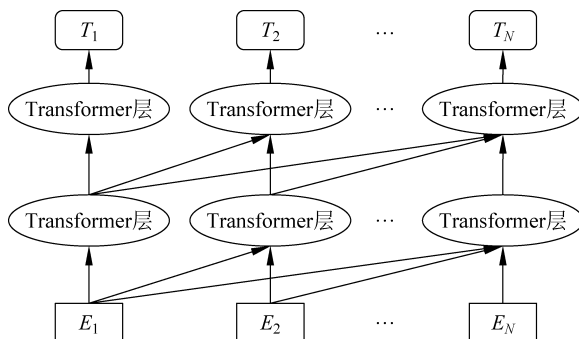 T1 T2 … TN
Transformer层 Transformer层 … Transformer层
Transformer层 Transformer层 … Transformer层
E1 E2 … EN